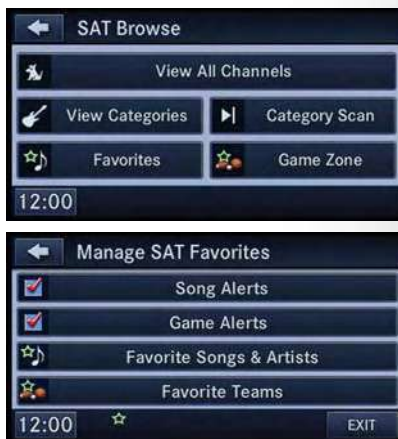 SAT Browse
View All Channels
View Categories
Category Scan
Favorites
Game Zone
12:00
Manage SAT Favorites
Song Alerts
Game Alerts
Favorite Songs & Artists
Favorite Teams
12:00
EXIT